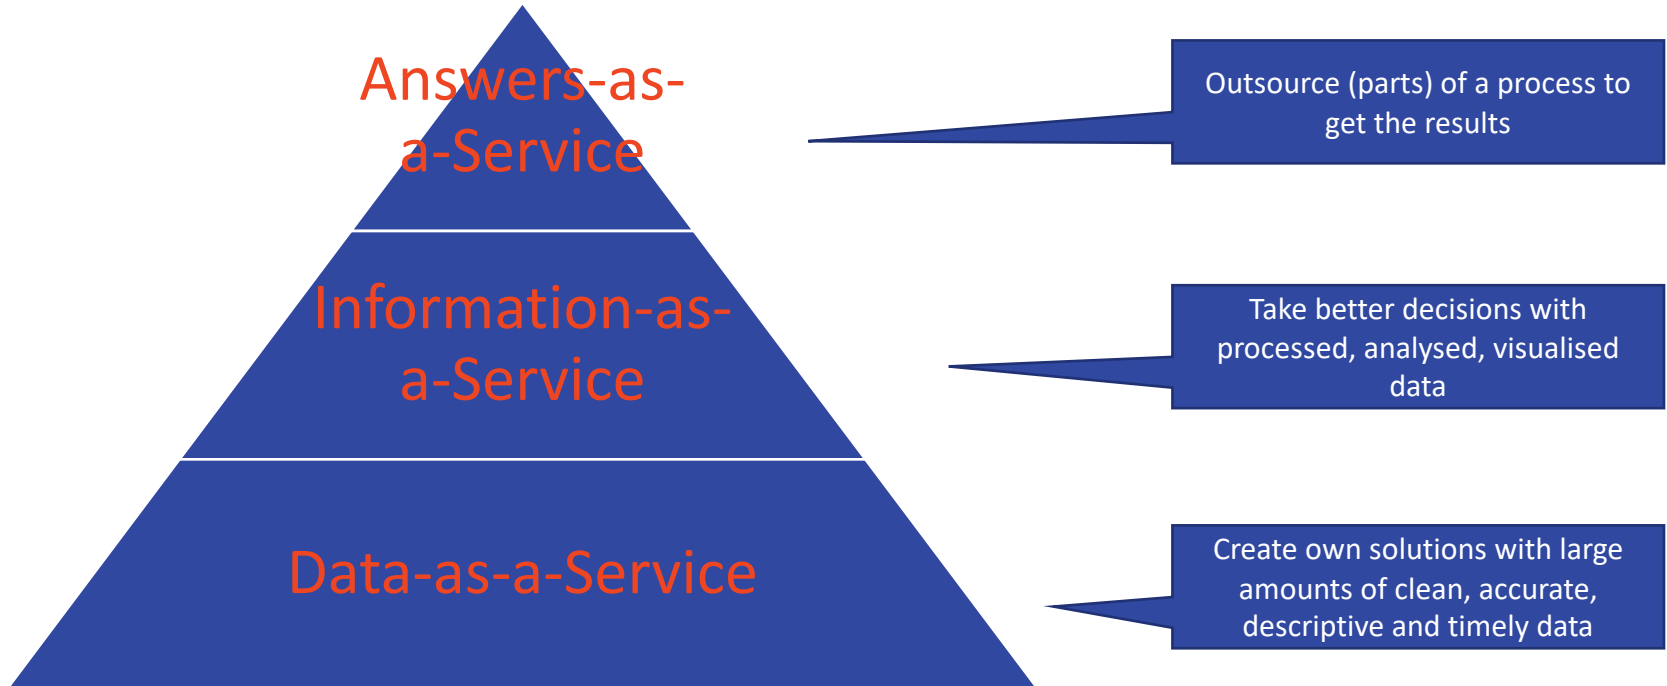 Answers-as-
a-Service
Outsource (parts) of a process to
get the results
Information-as-
a-Service
Take better decisions with
processed, analysed, visualised
data
Data-as-a-Service
Create own solutions with large
amounts of clean, accurate,
descriptive and timely data